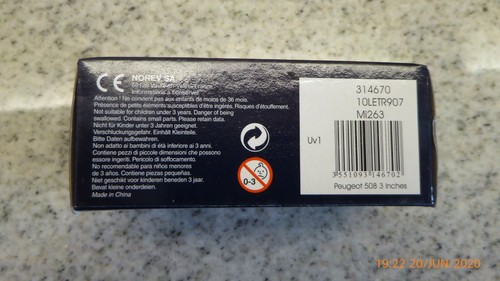 CE NOREV SA
Informations à conserver
Attention ! Ne convient pas aux enfants de moins de 36 mois.
Présence de petits éléments susceptibles d'être ingérés. Risques d'étouffement.
Not suitable for children under 3 years. Danger of being
swallowed. Contains small parts. Please retain data.
Nicht für Kinder unter 3 Jahren geeignet.
Verschluckungsgefahr. Einhält Kleinteile.
Bitte Daten aufbewahren.
Non adatto ai bambini di età inferiore ai 3 anni.
Contiene pezzi di piccole dimensioni che possono
essere ingeriti. Pericolo di soffocamento.
No recomendable para niños menores
de 3 años. Contiene piezas pequeñas.
Niet geschikt voor kinderen beneden 3 jaar.
Bevat kleine onderdelen.
Made in China
0-3
Uv1
314670
10LETR907
MI263
3 551093 146702
Peugeot 508 3 Inches
19:22 20/JUN/2020